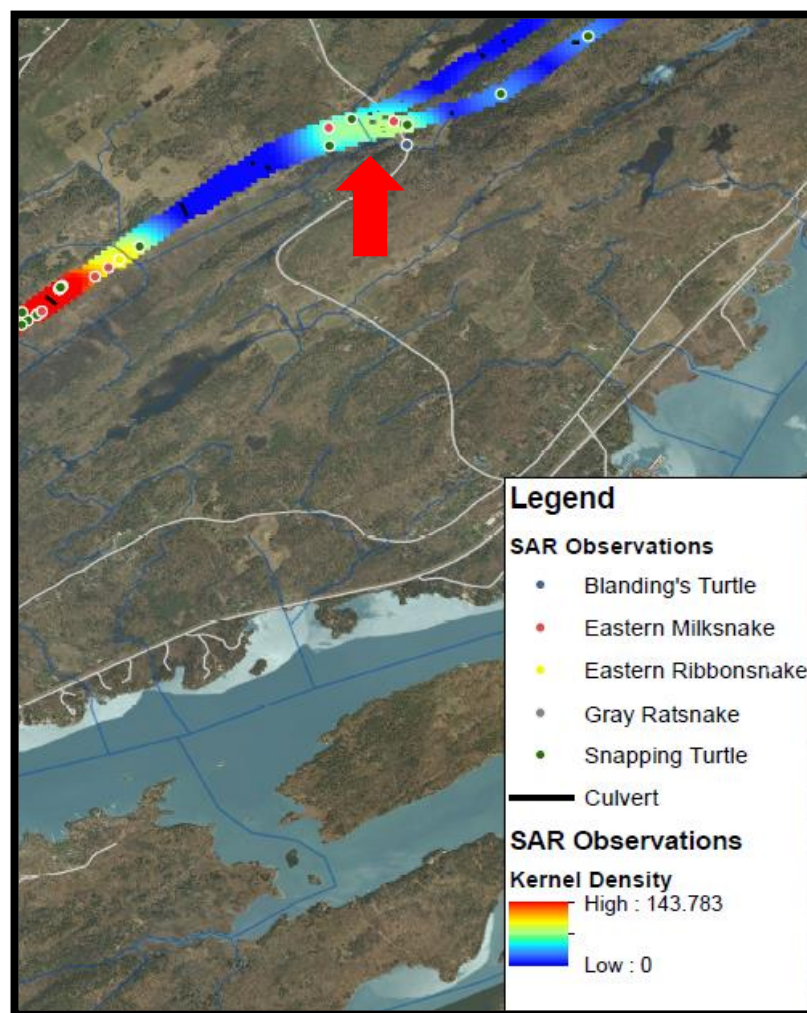 Legend
SAR Observations
Blanding's Turtle
Eastern Milksnake
Eastern Ribbonsnake
Gray Ratsnake
Snapping Turtle
Culvert
SAR Observations
Kernel Density
High : 143.783
Low : 0